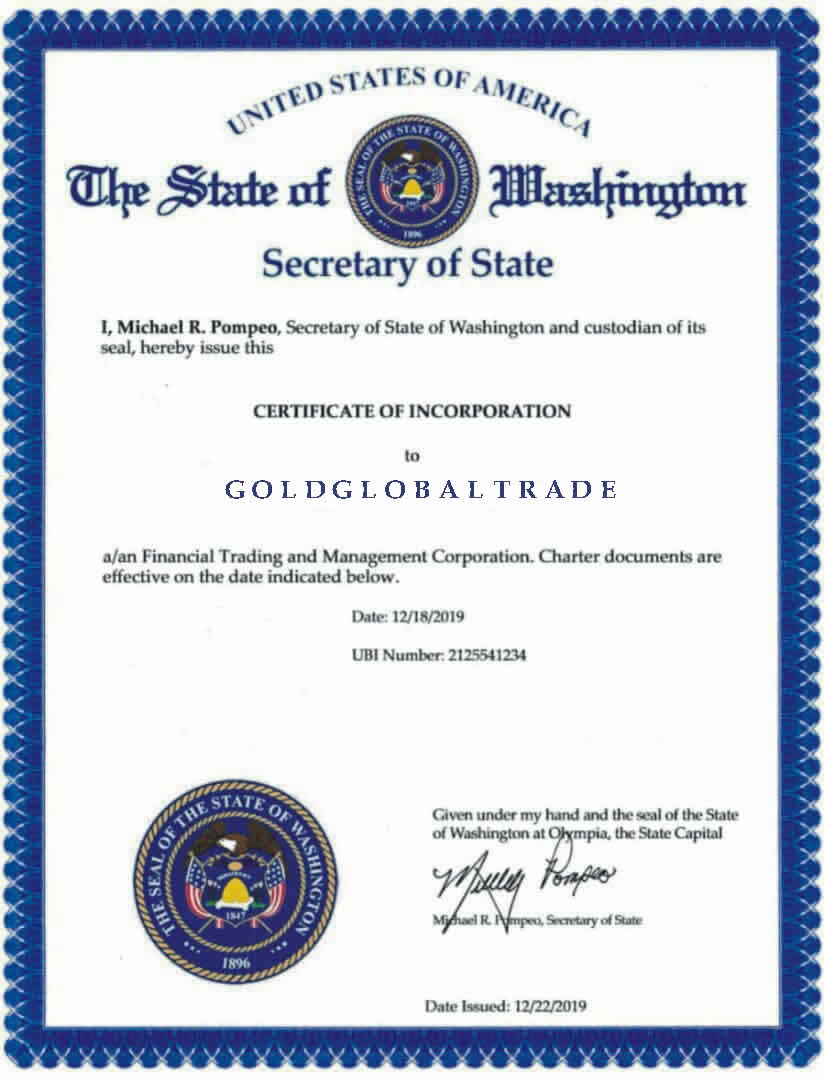 UNITED STATES OF AMERICA
The State of Washington
THE SEAL OF THE STATE OF WASHINGTON
1896
Secretary of State
I, Michael R. Pompeo, Secretary of State of Washington and custodian of its
seal, hereby issue this
CERTIFICATE OF INCORPORATION
to
GOLDGLOBALTRADE
a/an Financial Trading and Management Corporation. Charter documents are
effective on the date indicated below.
Date: 12/18/2019
UBI Number: 2125541234
THE SEAL OF THE STATE OF WASHINGTON
1847
1896
Given under my hand and the seal of the State
of Washington at Olympia, the State Capital
Michael R. Pompeo, Secretary of State
Date Issued: 12/22/2019